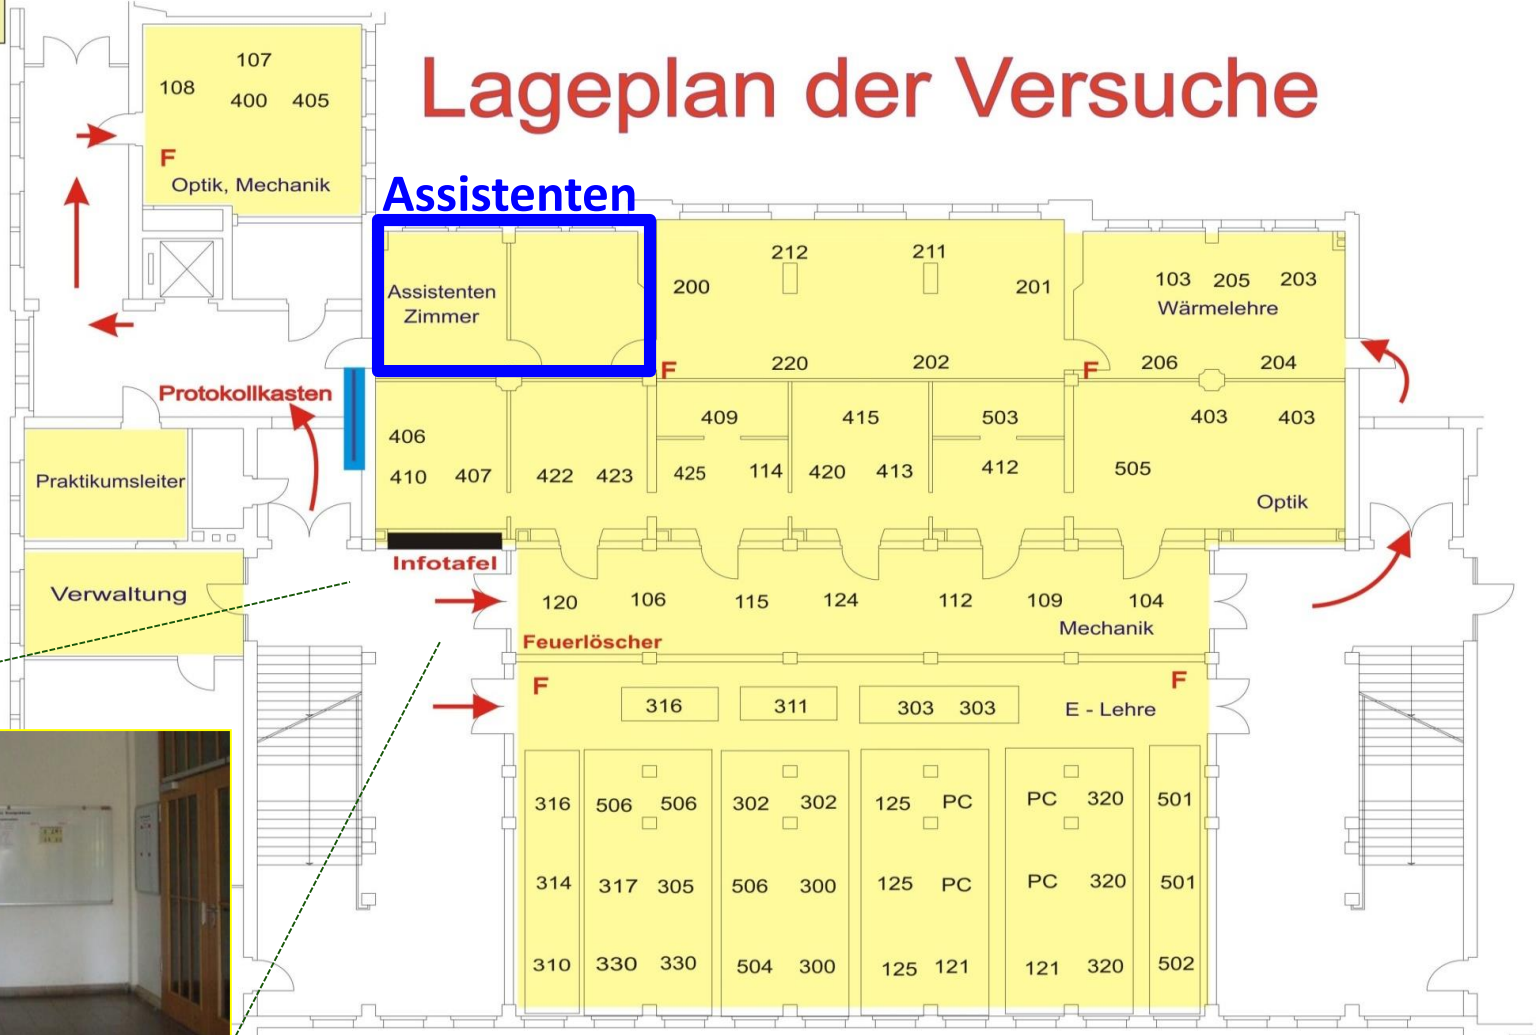 Lageplan der Versuche
107
108
400 405
F
Optik, Mechanik
Assistenten
Assistenten
Zimmer
212 211
200 201
220 202
F
103 205 203
Wärmelehre
206 204
F
Protokollkasten
Praktikumsleiter
Verwaltung
406
410 407
422 423
409
425 114
415
420 413
503
412
403 403
505
Optik
Infotafel
120 106 115 124 112 109 104
Mechanik
Feuerlöscher
F F
316 311 303 303 E - Lehre
316 506 506 302 302 125 PC PC 320 501
314 317 305 506 300 125 PC PC 320 501
310 330 330 504 300 125 121 121 320 502